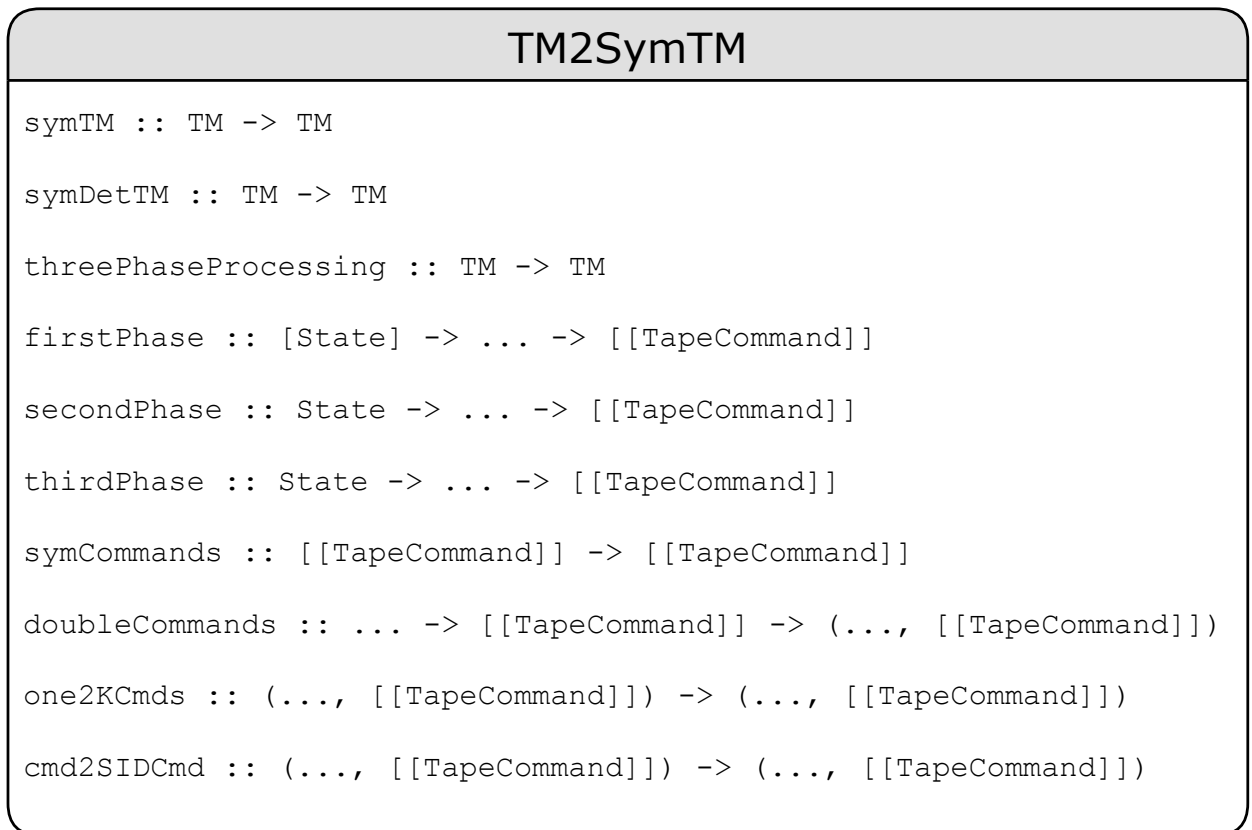 TM2SymTM
symTM :: TM -> TM
symDetTM :: TM -> TM
threePhaseProcessing :: TM -> TM
firstPhase :: [State] -> ... -> [[TapeCommand]]
secondPhase :: State -> ... -> [[TapeCommand]]
thirdPhase :: State -> ... -> [[TapeCommand]]
symCommands :: [[TapeCommand]] -> [[TapeCommand]]
doubleCommands :: ... -> [[TapeCommand]] -> (..., [[TapeCommand]])
one2KCmds :: (..., [[TapeCommand]]) -> (..., [[TapeCommand]])
cmd2SIDCmd :: (..., [[TapeCommand]]) -> (..., [[TapeCommand]])